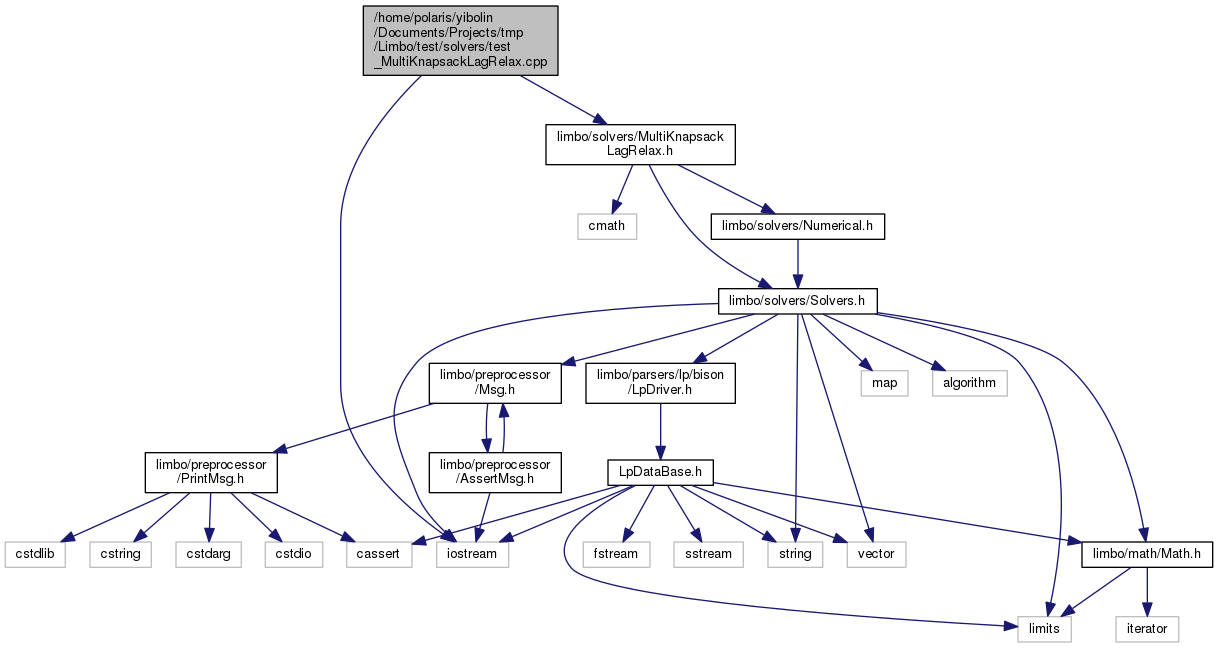 /home/polaris/yibolin
/Documents/Projects/tmp
/Limbo/test/solvers/test
_MultiKnapsackLagRelax.cpp
limbo/solvers/MultiKnapsack
LagRelax.h
cmath
limbo/solvers/Numerical.h
limbo/solvers/Solvers.h
limbo/preprocessor
/Msg.h
limbo/parsers/lp/bison
/LpDriver.h
map
algorithm
limbo/preprocessor
/PrintMsg.h
limbo/preprocessor
/AssertMsg.h
LpDataBase.h
cstdlib
cstring
cstdarg
cstdio
cassert
iostream
fstream
sstream
string
vector
limbo/math/Math.h
limits
iterator